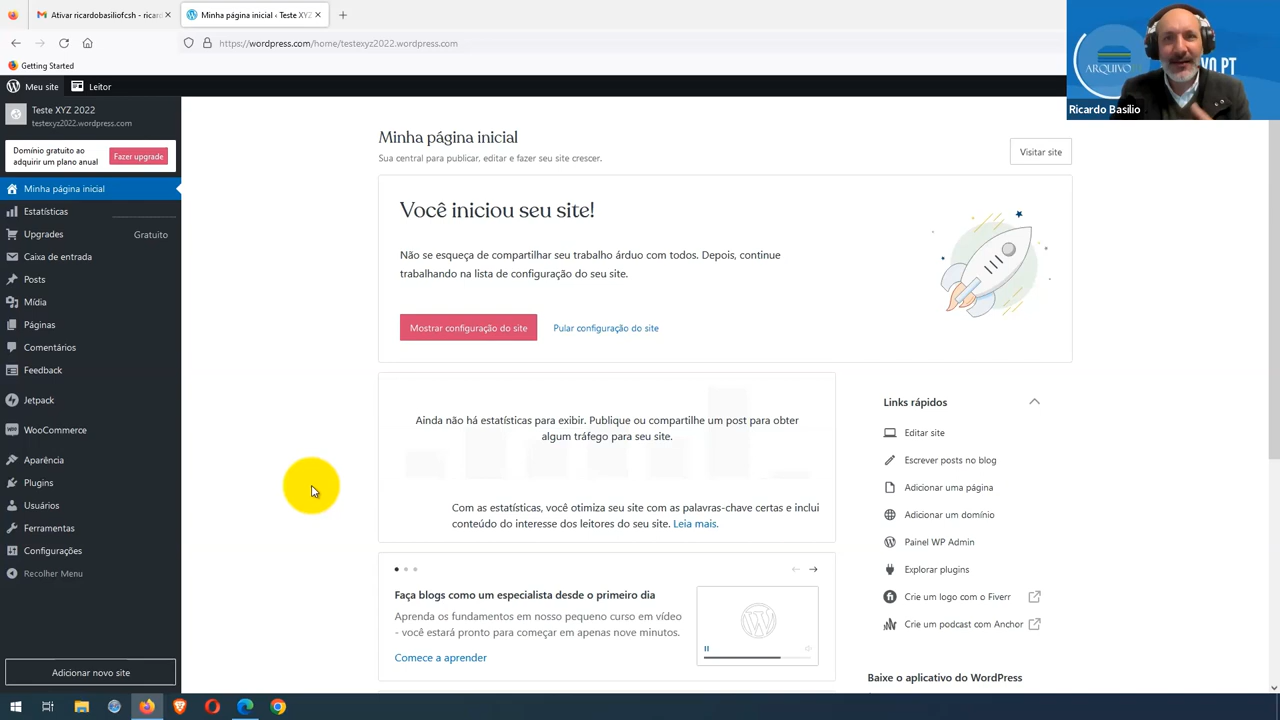 Ativar ricardobasiliofcsh - ricar
Minha página inicial ‹ Teste XYZ
https://wordpress.com/home/testexyz2022.wordpress.com
Getting Started
Meu site
Leitor
ARQUIVO
VO.PT
Ricardo Basílio
Teste XYZ 2022
testexyz2022.wordpress.com
Domínio gratuito ao
adquirir um plano anual
Fazer upgrade
Minha página inicial
Estatísticas
Upgrades
Gratuito
Caixa de entrada
Posts
Mídia
Páginas
Comentários
Feedback
Jetpack
WooCommerce
Aparência
Plugins
Usuários
Ferramentas
Configurações
Recolher Menu
Adicionar novo site
Minha página inicial
Sua central para publicar, editar e fazer seu site crescer.
Visitar site
Você iniciou seu site!
Não se esqueça de compartilhar seu trabalho árduo com todos. Depois, continue
trabalhando na lista de configuração do seu site.
Mostrar configuração do site
Pular configuração do site
Ainda não há estatísticas para exibir. Publique ou compartilhe um post para obter
algum tráfego para seu site.
Com as estatísticas, você otimiza seu site com as palavras-chave certas e inclui
conteúdo do interesse dos leitores do seu site. Leia mais.
Faça blogs como um especialista desde o primeiro dia
Aprenda os fundamentos em nosso pequeno curso em vídeo
- você estará pronto para começar em apenas nove minutos.
Comece a aprender
Links rápidos
Editar site
Escrever posts no blog
Adicionar uma página
Adicionar um domínio
Painel WP Admin
Explorar plugins
Crie um logo com o Fiverr
Crie um podcast com Anchor
Baixe o aplicativo do WordPress